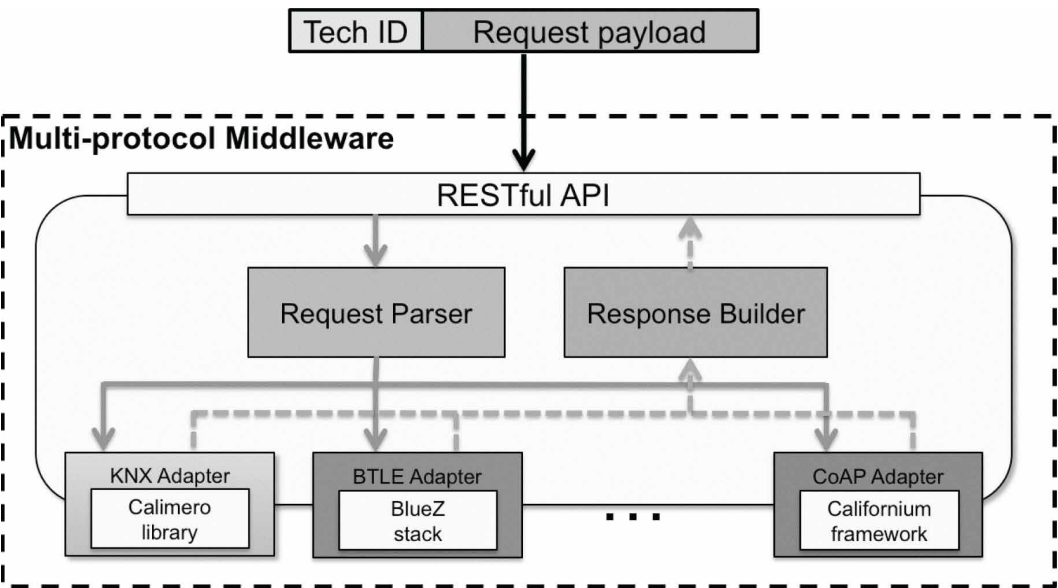 Tech ID Request payload
Multi-protocol Middleware
RESTful API
Request Parser
Response Builder
KNX Adapter
Calimero
library
BTLE Adapter
BlueZ
stack
. . .
CoAP Adapter
Californium
framework